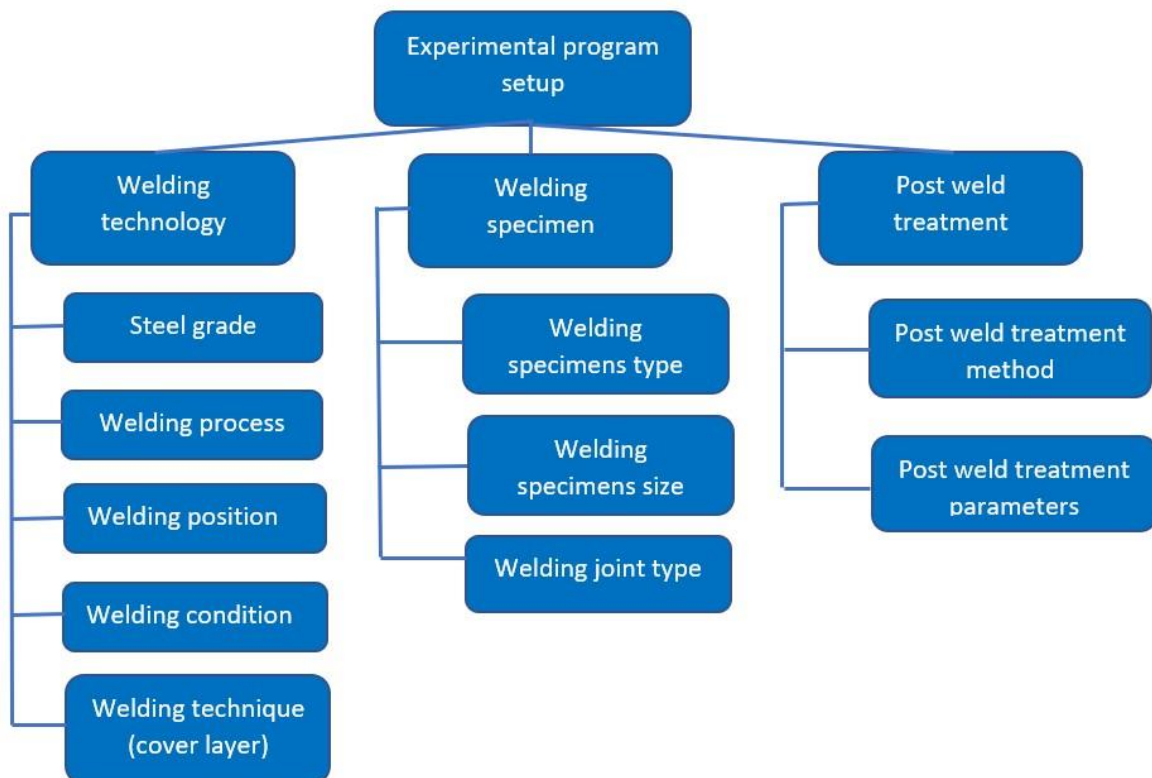 Experimental program
setup
Welding
technology
Steel grade
Welding process
Welding position
Welding condition
Welding technique
(cover layer)
Welding
specimen
Welding
specimens type
Welding
specimens size
Welding joint type
Post weld
treatment
Post weld treatment
method
Post weld treatment
parameters